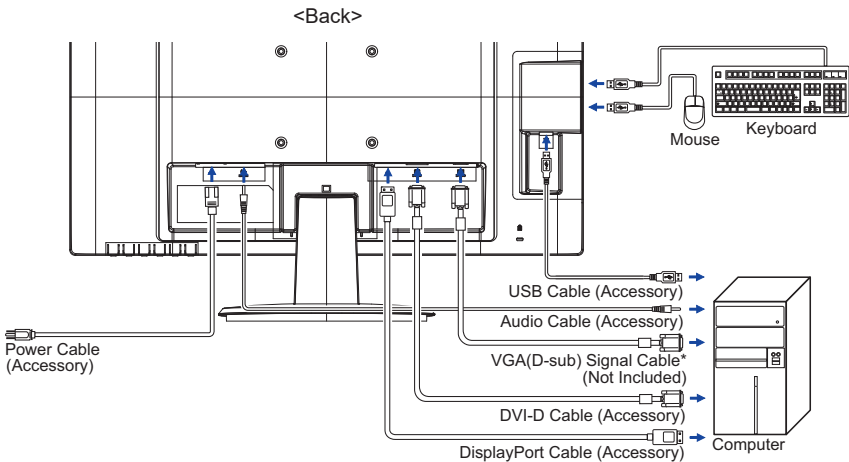 <Back>
Mouse
Keyboard
USB Cable (Accessory)
Audio Cable (Accessory)
Power Cable
(Accessory)
VGA(D-sub) Signal Cable*
(Not Included)
DVI-D Cable (Accessory)
DisplayPort Cable (Accessory)
Computer